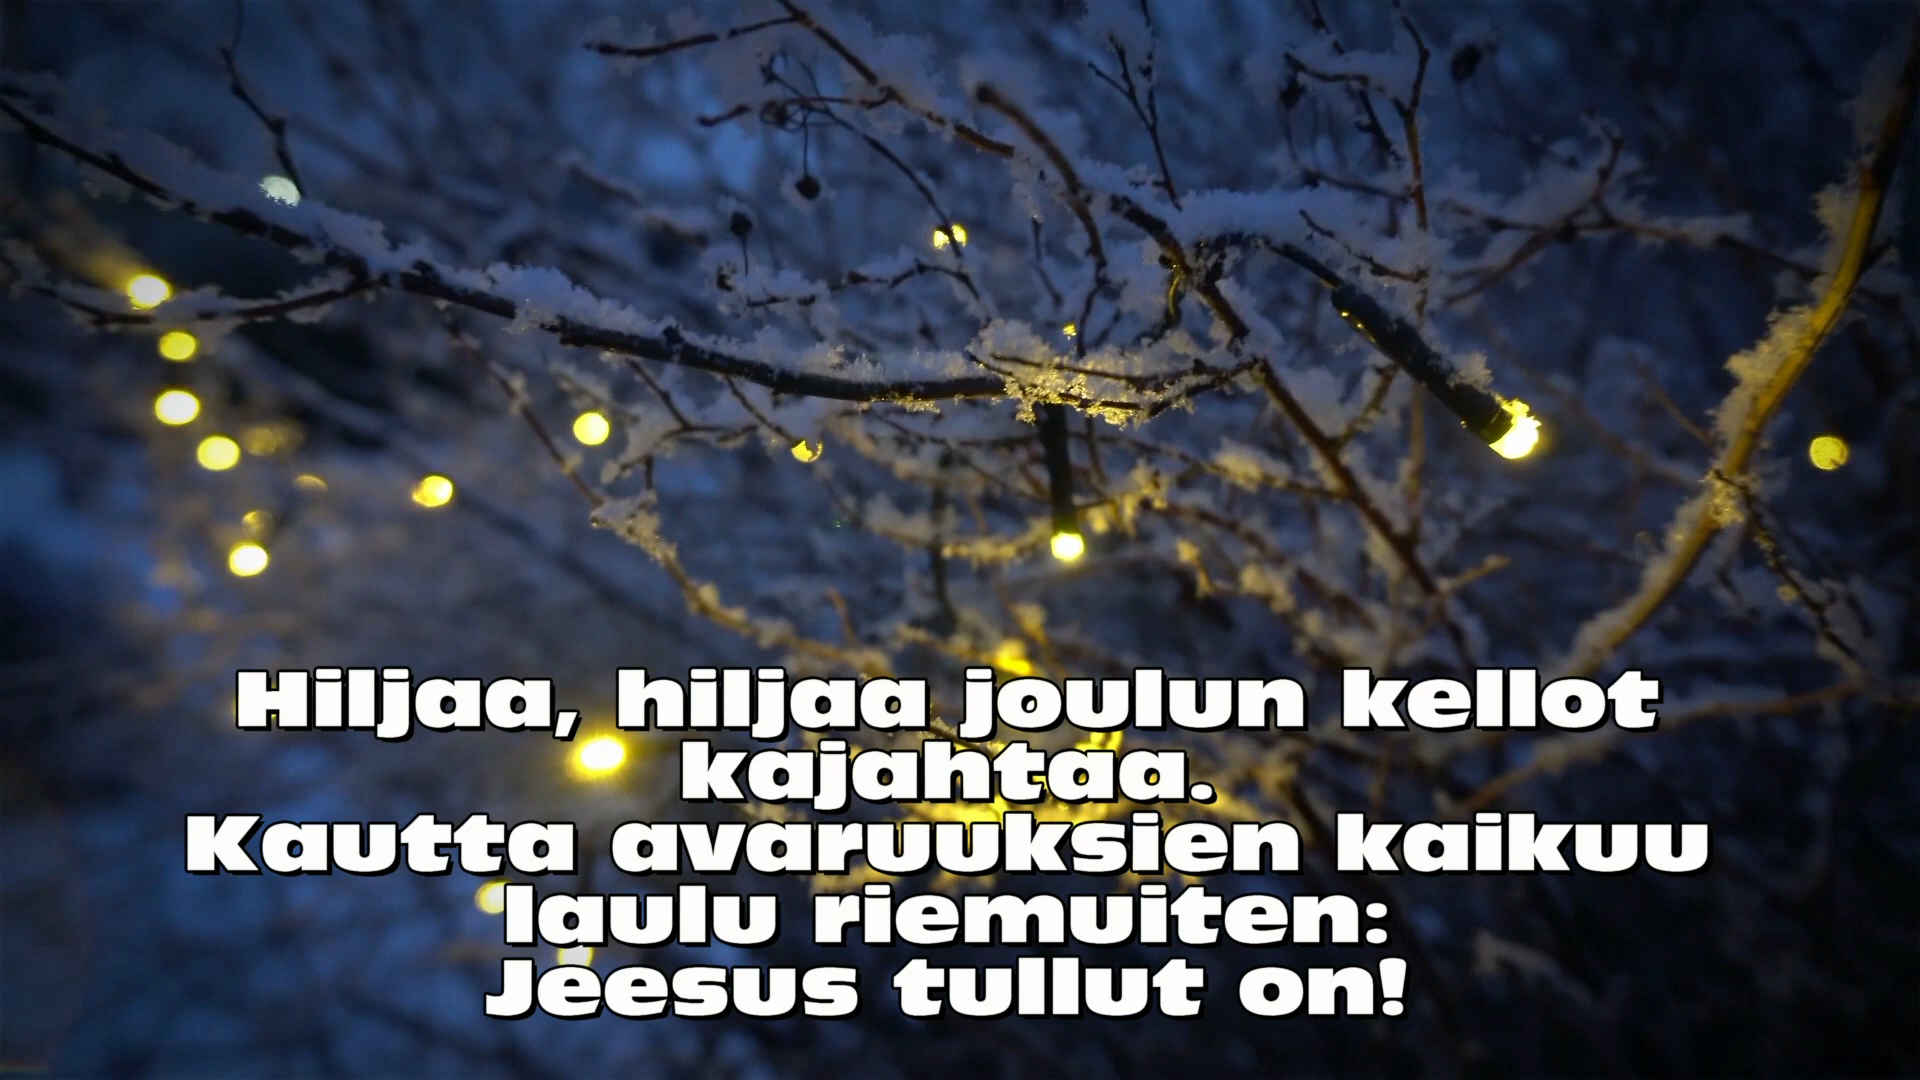 Hiljaa, hiljaa joulun kellot
kajahtaa.
Kautta avaruuksien kaikuu
laulu riemuiten:
Jeesus tullut on!